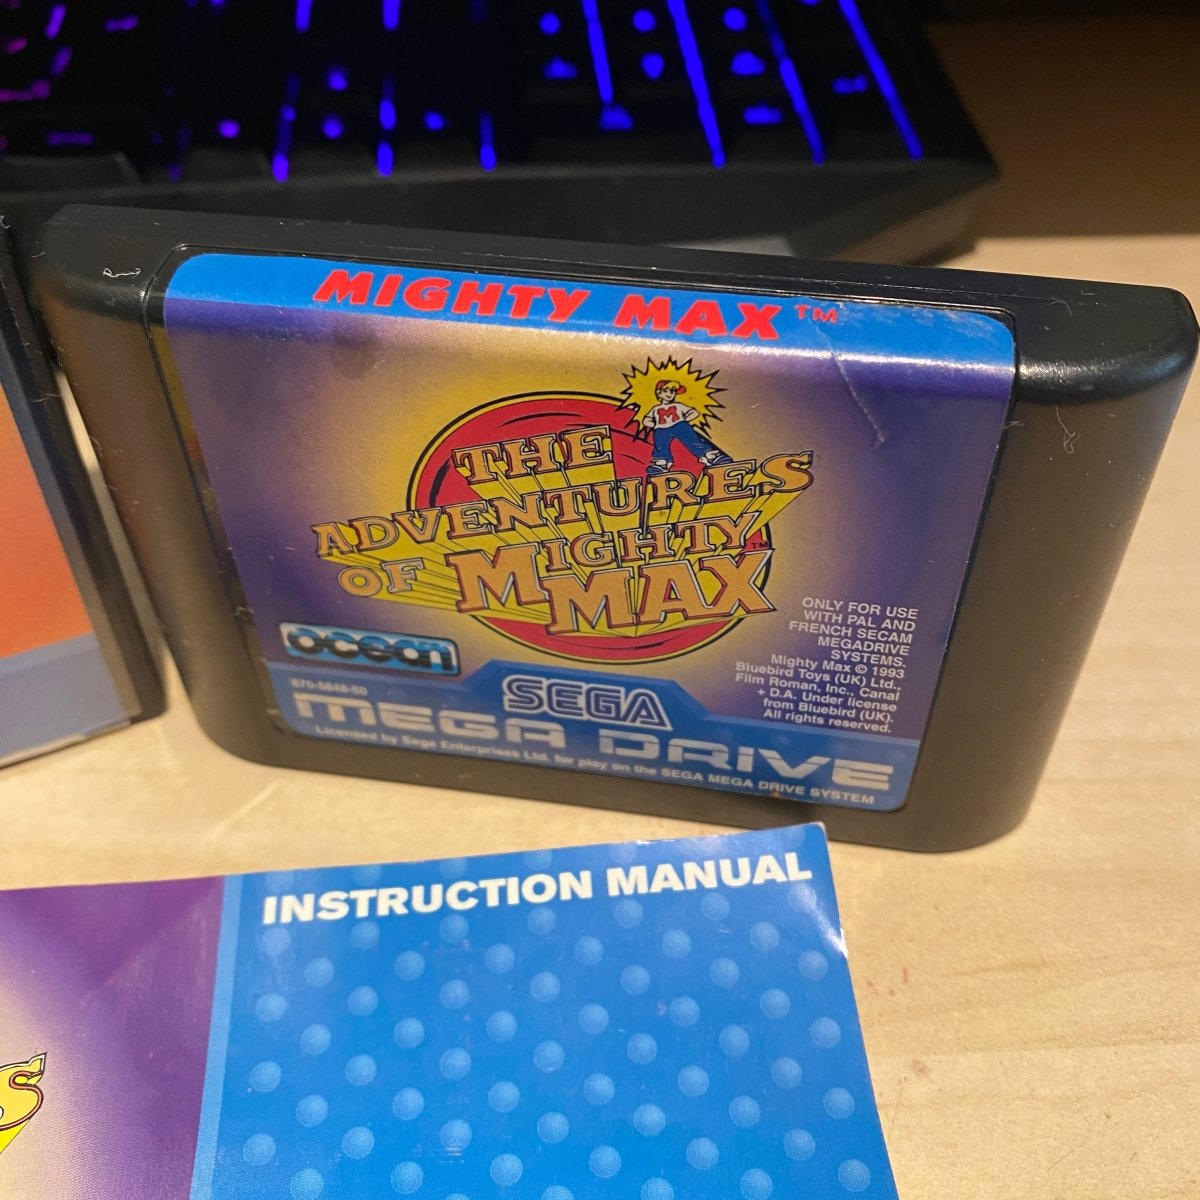 MIGHTY MAX™
M
THE
ADVENTURES
OF MIGHTY
MAX™
ONLY FOR USE
WITH PAL AND
FRENCH SECAM
MEGADRIVE
SYSTEMS.
Mighty Max © 1993
Bluebird Toys (UK) Ltd.,
Film Roman, Inc., Canal
+ D.A. Under license
from Bluebird (UK).
All rights reserved.
ocean
670-5848-50
SEGA
MEGA DRIVE
Licensed by Sega Enterprises Ltd. for play on the SEGA MEGA DRIVE SYSTEM
INSTRUCTION MANUAL
S